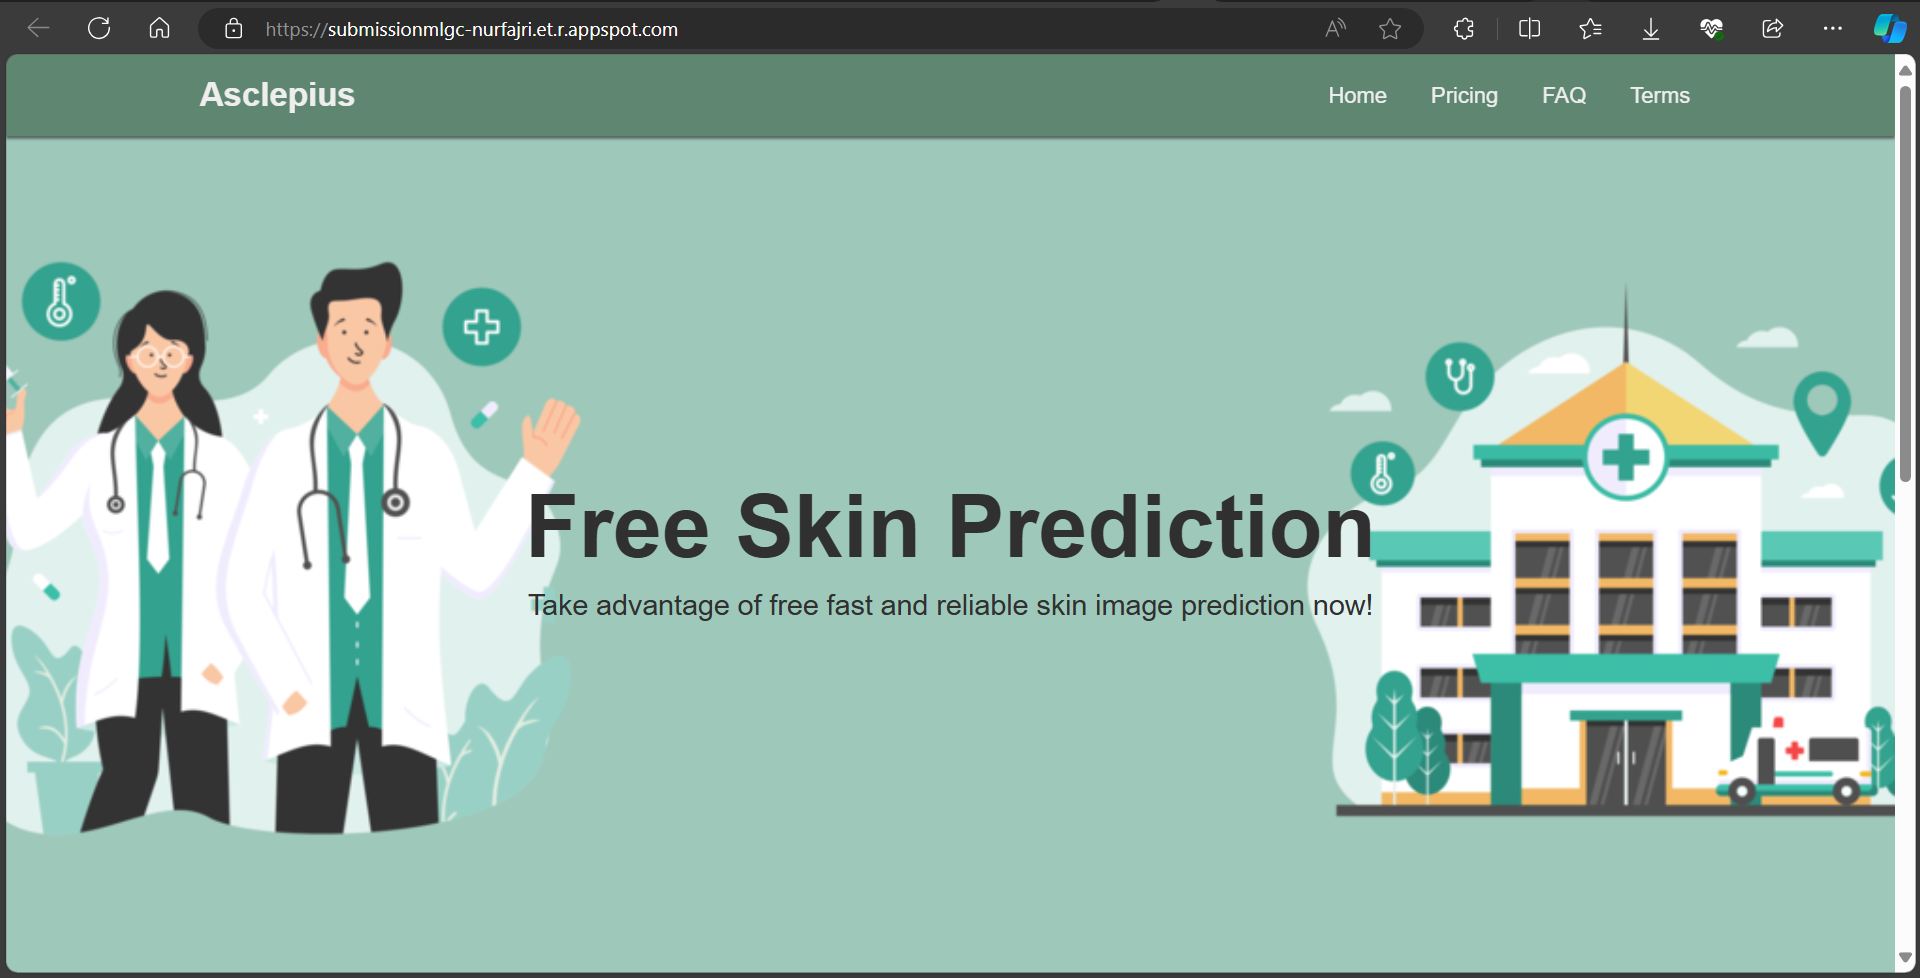 https://submissionmlgc-nurfajri.et.r.appspot.com
Asclepius
Home Pricing FAQ Terms
Free Skin Prediction
Take advantage of free fast and reliable skin image prediction now!